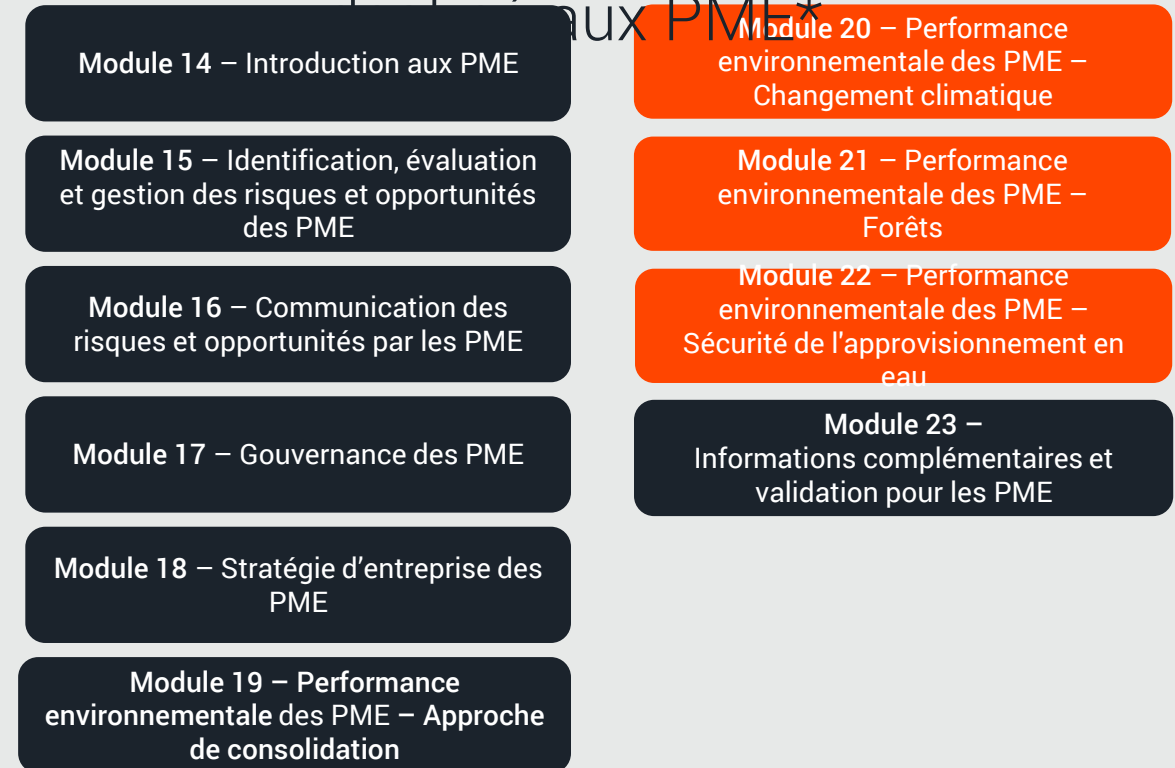 aux PME*
Module 14 – Introduction aux PME
Module 15 – Identification, évaluation
et gestion des risques et opportunités
des PME
Module 16 – Communication des
risques et opportunités par les PME
Module 17 – Gouvernance des PME
Module 18 – Stratégie d’entreprise des
PME
Module 19 – Performance
environnementale des PME – Approche
de consolidation
Module 20 – Performance
environnementale des PME –
Changement climatique
Module 21 – Performance
environnementale des PME –
Forêts
Module 22 – Performance
environnementale des PME –
Sécurité de l'approvisionnement en
eau
Module 23 –
Informations complémentaires et
validation pour les PME